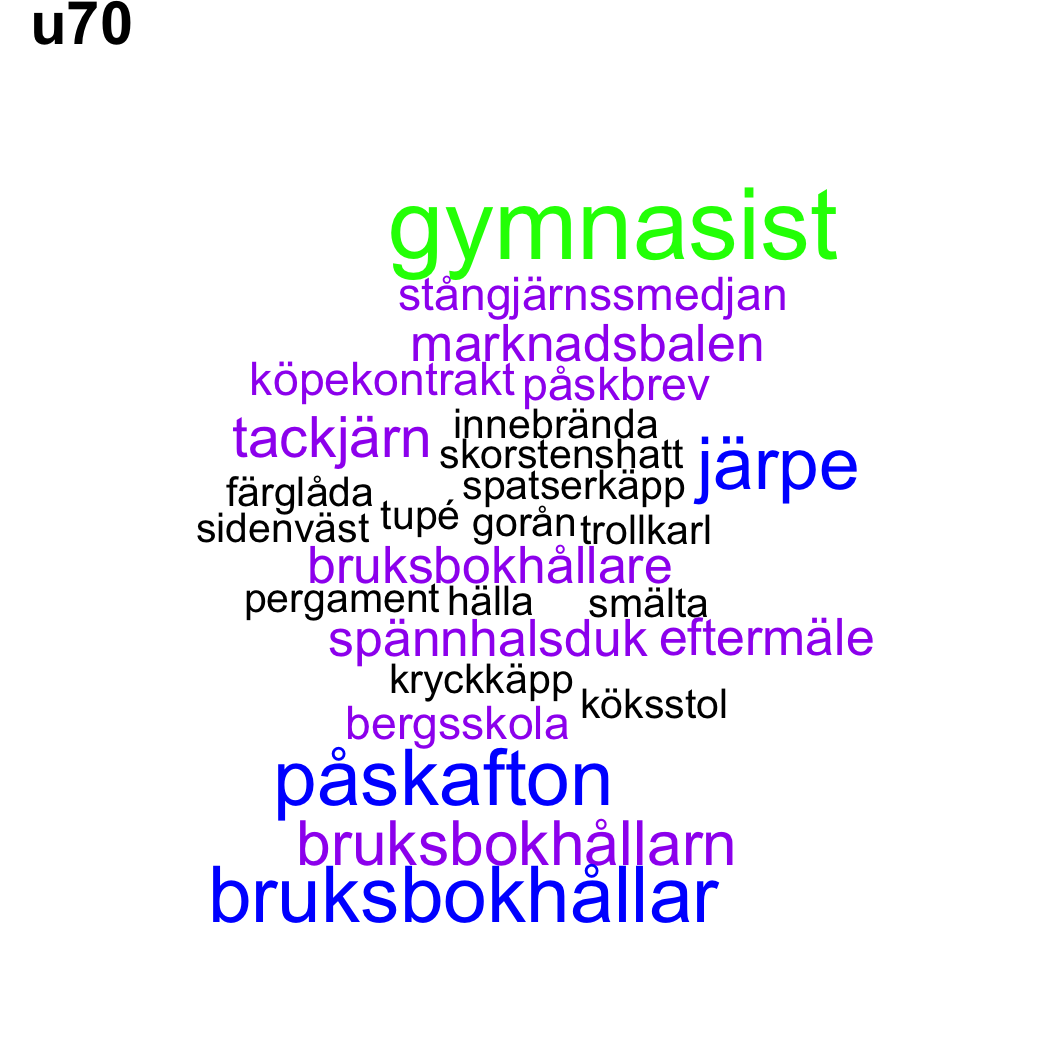 u70
gymnasist
stångjärnssmedjan
marknadsbalen
köpekontrakt påskbrev
innebrända
tackjärn
skorstenshatt
järpe
spatserkäpp
färglåda
tupé
gorån
sidenväst
trollkarl
bruksbokhållare
pergament hälla smälta
spännhalsduk eftermäle
kryckkäpp
köksstol
bergsskola
påskafton
bruksbokhållarn
bruksbokhållar